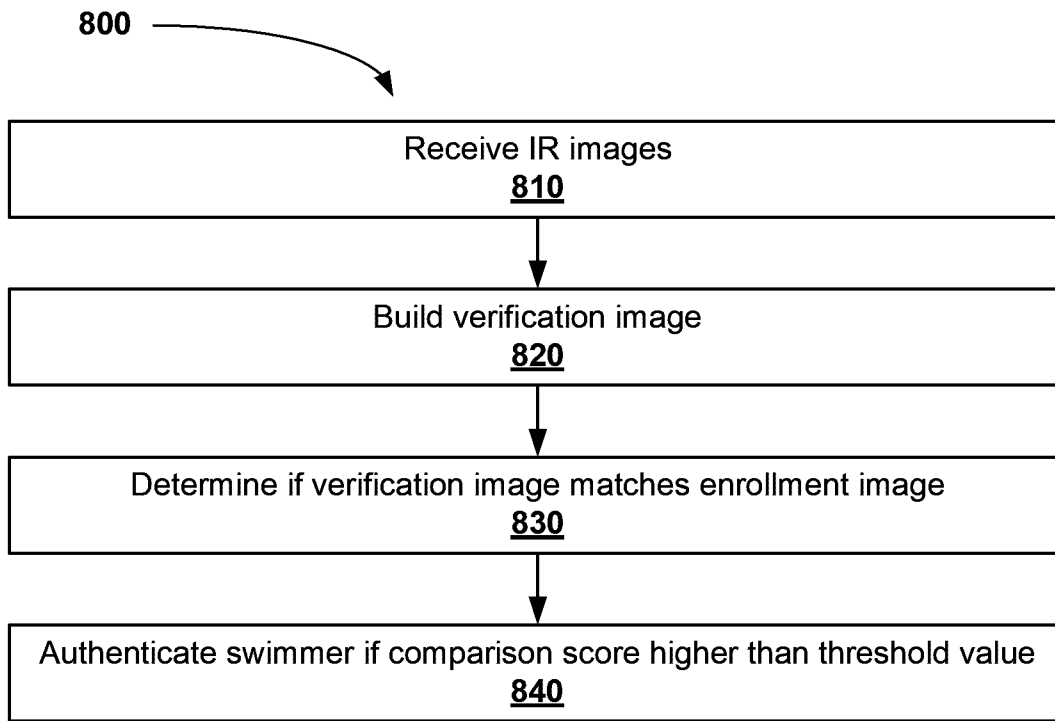 800
Receive IR images
810
Build verification image
820
Determine if verification image matches enrollment image
830
Authenticate swimmer if comparison score higher than threshold value
840